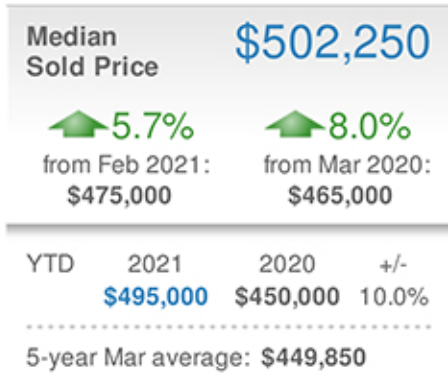 Median $502,250
Sold Price
5.7% 8.0%
from Feb 2021: from Mar 2020:
$475,000 $465,000
YTD 2021 2020 +/-
$495,000 $450,000 10.0%
5-year Mar average: $449,850